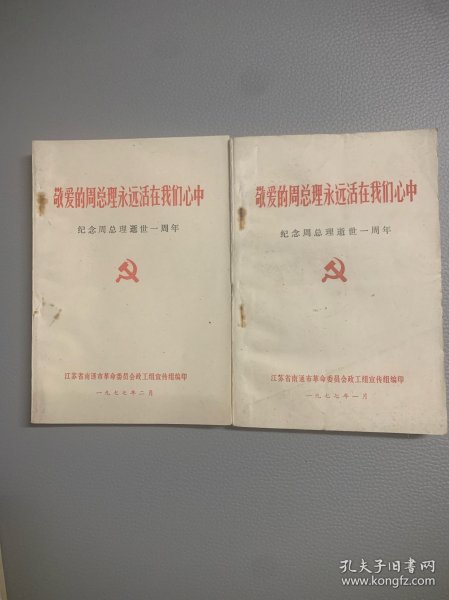 敬爱的周总理永远活在我们心中
纪念周总理逝世一周年
江苏省南通市革命委员会政工组宣传组编印
一九七七年二月
敬爱的周总理永远活在我们心中
纪念周总理逝世一周年
江苏省南通市革命委员会政工组宣传组编印
一九七七年一月
孔夫子旧书网
www.kongfz.com